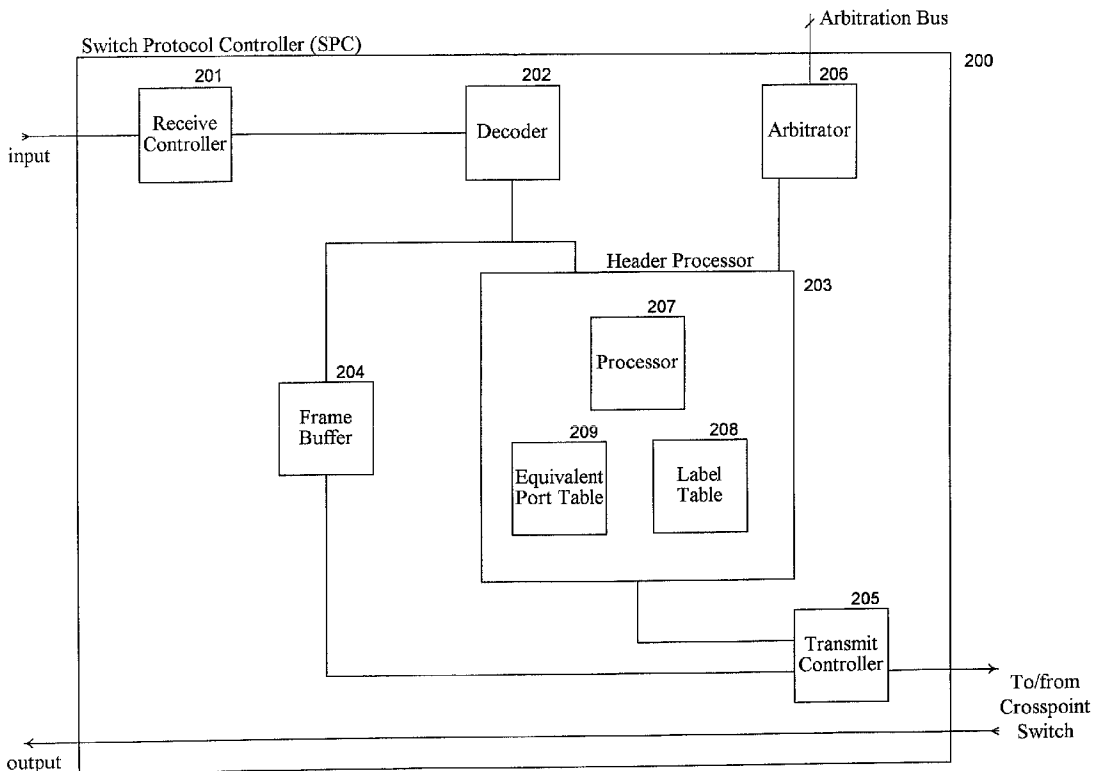 Arbitration Bus
Switch Protocol Controller (SPC)
200
201
202
206
Receive
Controller
Decoder
Arbitrator
input
Header Processor
203
207
Processor
204
Frame
Buffer
209
208
Equivalent
Port Table
Label
Table
205
Transmit
Controller
To/from
Crosspoint
Switch
output